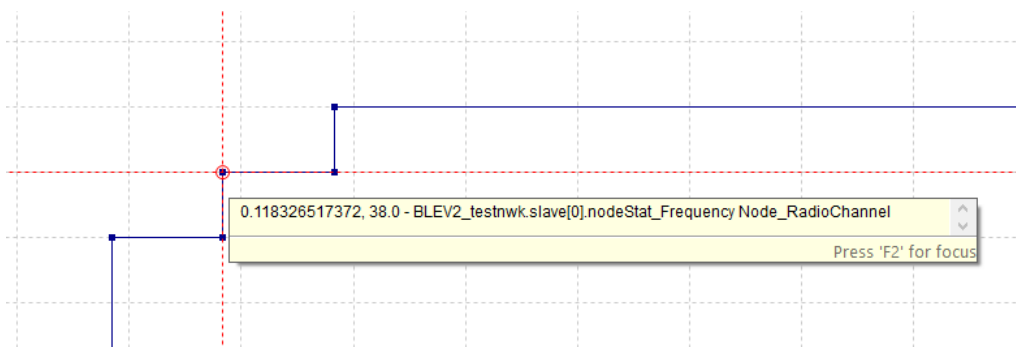 0.118326517372, 38.0 - BLEV2_testnwk.slave[0].nodeStat_Frequency Node_RadioChannel
Press 'F2' for focus